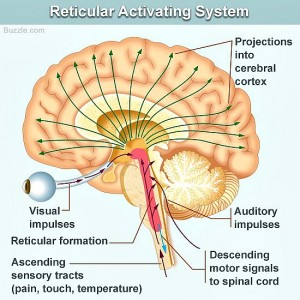 Reticular Activating System
Buzzle.com
Projections
into
cerebral
cortex
Visual
impulses
Reticular formation
Ascending
sensory tracts
(pain, touch, temperature)
Auditory
impulses
Descending
motor signals
to spinal cord